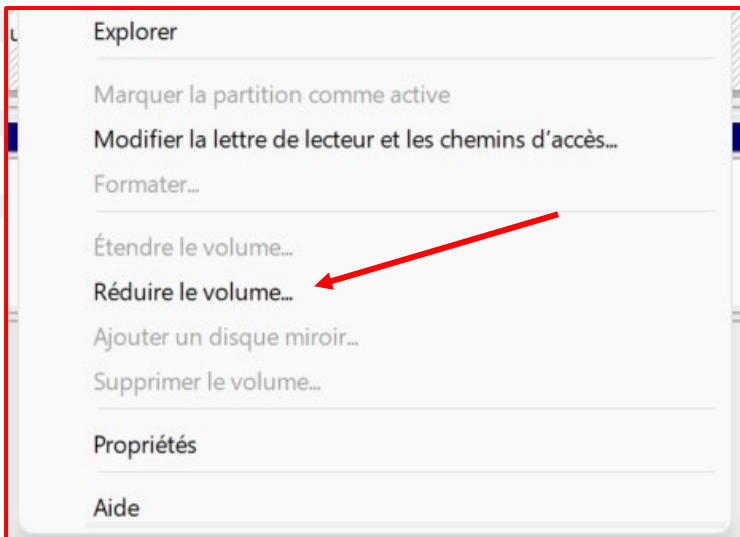 Explorer
Marquer la partition comme active
Modifier la lettre de lecteur et les chemins d'accès...
Formater...
Étendre le volume...
Réduire le volume...
Ajouter un disque miroir...
Supprimer le volume...
Propriétés
Aide